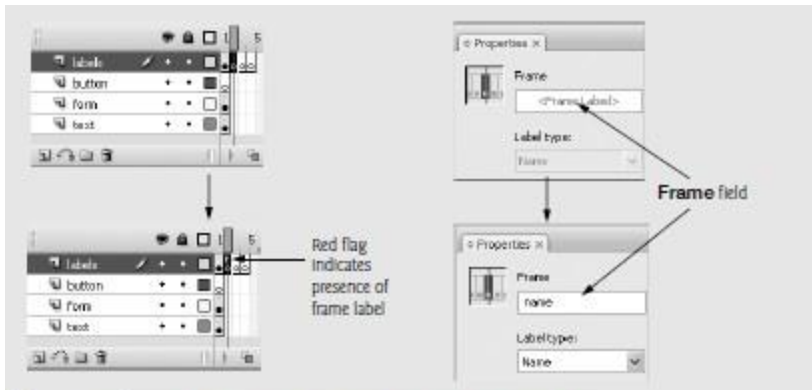 5
labels
button
form
text
5
labels
button
form
text
Red flag
indicates
presence of
frame label
Properties ×
Frame
<Frame Label>
Label type:
Name
Frame field
Properties ×
Frame
name
Label type:
Name